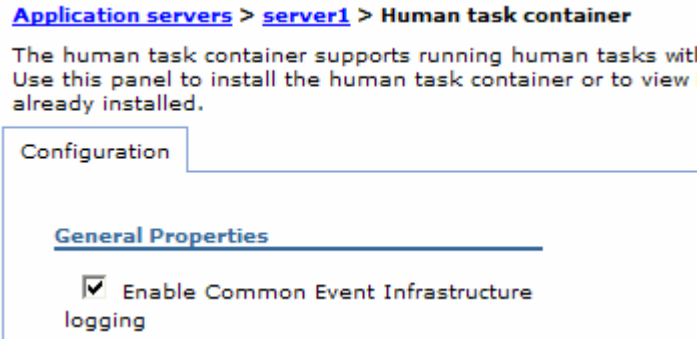 Application servers > server1 > Human task container
The human task container supports running human tasks
Use this panel to install the human task container or to view
already installed.
Configuration
General Properties
Enable Common Event Infrastructure
logging